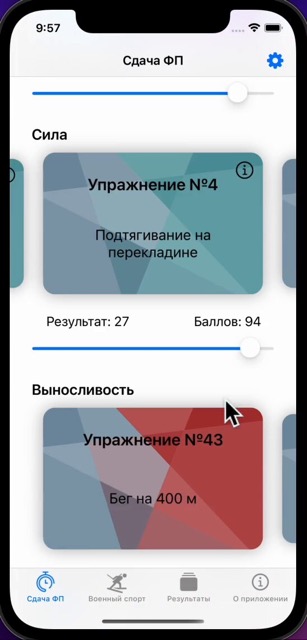 9:57
Сдача ФП
Сила
Упражнение №4
Подтягивание на
перекладине
Результат: 27 Баллов: 94
Выносливость
Упражнение №43
Бег на 400 м
Сдача ФП Военный спорт Результаты О приложении